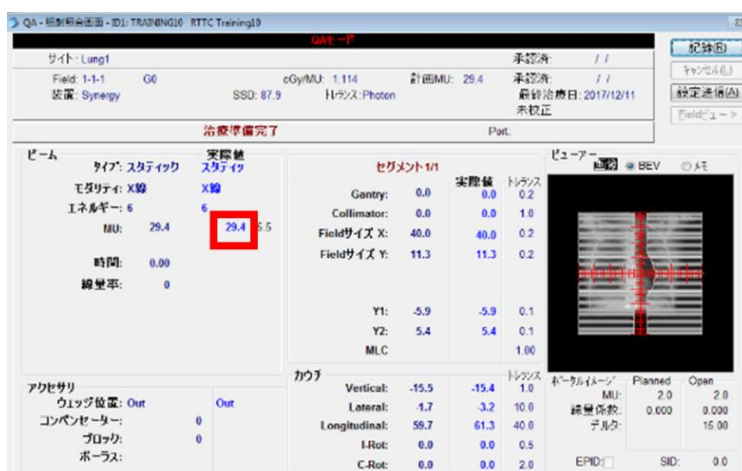 QA - 照射照合画面 - ID1: TRAINING10   RTTC Training10
QAモード
サイト: Lung1 承認済: / /
Field: 1-1-1 G0 cGy/MU: 1.114 計画MU: 29.4 承認済: / /
装置: Synergy SSD: 87.9 トレランス: Photon 最終治療日: 2017/12/11
未校正
記録(R)
キャンセル(L)
設定送信(A)
Fieldビュー>
治療準備完了 Port:
ビーム 実際値
タイプ: スタティック スタティッ
モダリティ: X線 X線
エネルギー: 6 6
MU: 29.4 29.4 5.5
時間: 0.00
線量率: 0
セグメント 1/1
実際値 トレランス
Gantry: 0.0 0.0 0.2
Collimator: 0.0 0.0 1.0
Fieldサイズ X: 40.0 40.0 0.2
Fieldサイズ Y: 11.3 11.3 0.2
Y1: -5.9 -5.9 0.1
Y2: 5.4 5.4 0.1
MLC 1.00
ビューアー
画像 BEV メモ
アクセサリ
ウェッジ位置: Out Out
コンペンセーター: 0
ブロック: 0
ボーラス:
カウチ トレランス
Vertical: -15.5 -15.4 1.0
Lateral: -1.7 -3.2 10.0
Longitudinal: 59.7 61.3 40.0
I-Rot: 0.0 0.0 0.5
C-Rot: 0.0 0.0 2.0
ポータルイメージ Planned Open
MU: 2.0 2.0
線量係数: 0.000 0.000
デルタ: 15.00
EPID: SID: 0.0